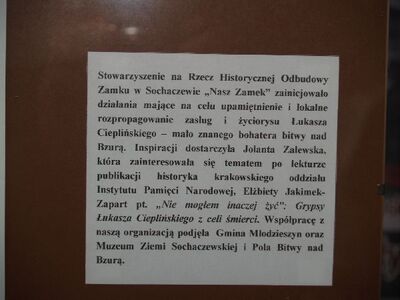 Stowarzyszenie na Rzecz Historycznej Odbudowy
Zamku w Sochaczewie „Nasz Zamek” zainicjowało
działania mające na celu upamiętnienie i lokalne
rozpropagowanie zasług i życiorysu Łukasza
Cieplińskiego – mało znanego bohatera bitwy nad
Bzurą. Inspiracji dostarczyła Jolanta Zalewska,
która zainteresowała się tematem po lekturze
publikacji historyka krakowskiego oddziału
Instytutu Pamięci Narodowej, Elżbiety Jakimek-
Zapart pt. „Nie mogłem inaczej żyć”: Grypsy
Łukasza Cieplińskiego z celi śmierci. Współpracę z
naszą organizacją podjęła Gmina Młodzieszyn oraz
Muzeum Ziemi Sochaczewskiej i Pola Bitwy nad
Bzurą.